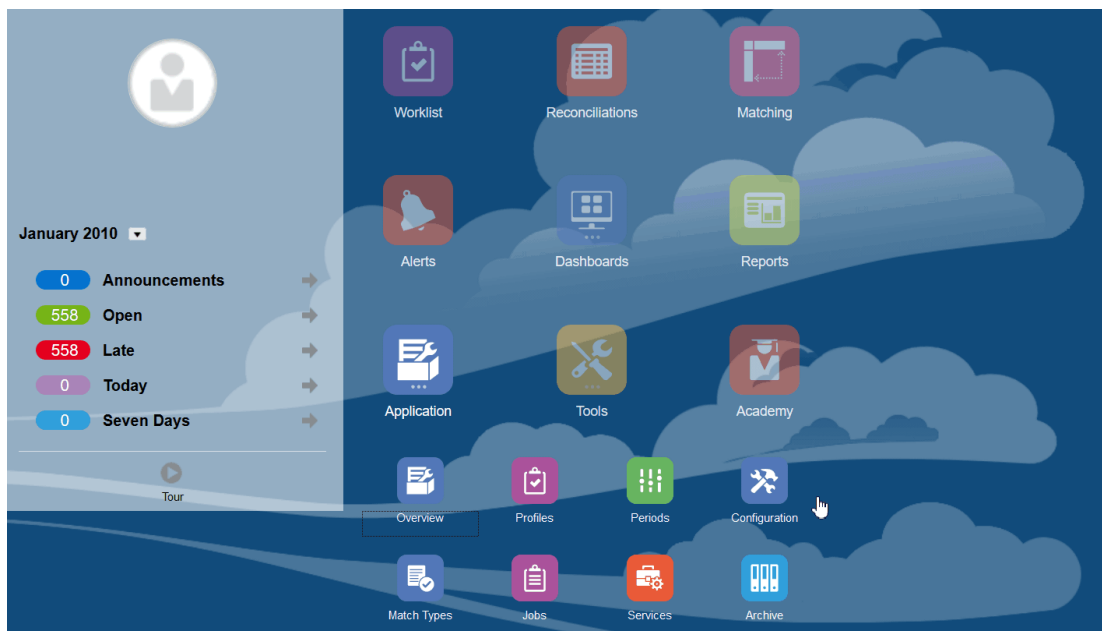 January 2010
0 Announcements
558 Open
558 Late
0 Today
0 Seven Days
Tour
Worklist Reconciliations Matching
Alerts Dashboards Reports
Application Tools Academy
Overview Profiles Periods Configuration
Match Types Jobs Services Archive